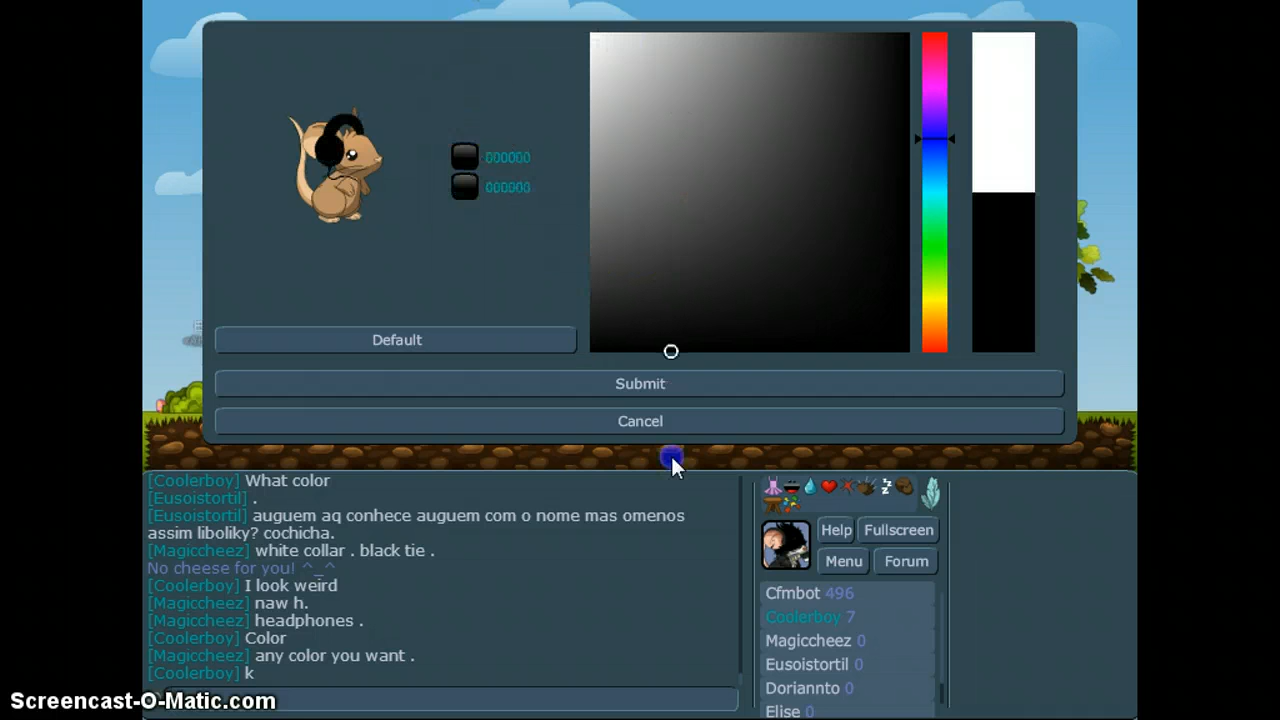 000000
000000
Default
Submit
Cancel
[Coolerboy] What color
[Eusoistortil] .
[Eusoistortil] auguem aq conhece auguem com o nome mas omenos
assim liboliky? cochicha.
[Magiccheez] white collar . black tie .
No cheese for you! ^_^
[Coolerboy] I look weird
[Magiccheez] naw h.
[Magiccheez] headphones .
[Coolerboy] Color
[Magiccheez] any color you want .
[Coolerboy] k
Help
Fullscreen
Menu
Forum
Cfmbot 496
Coolerboy 7
Magiccheez 0
Eusoistortil 0
Doriannto 0
Elise 0
Screencast-O-Matic.com